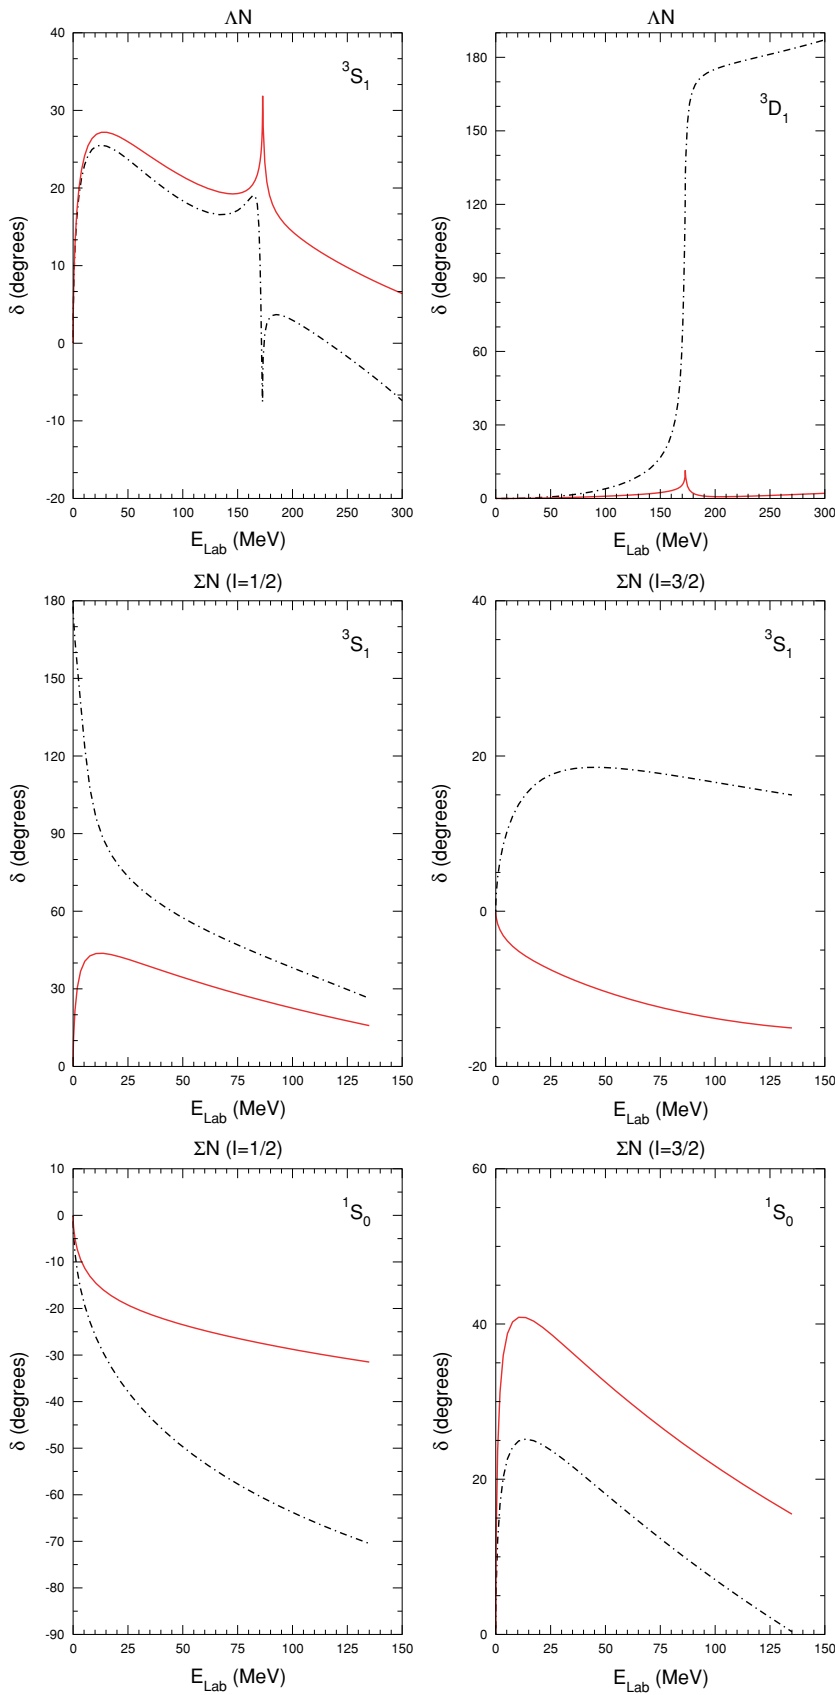 ΛN
ΛN
³S₁
³D₁
40
30
20
10
0
-10
-20
δ (degrees)
0 50 100 150 200 250 300
E_Lab (MeV)
180
150
120
90
60
30
0
δ (degrees)
0 50 100 150 200 250 300
E_Lab (MeV)
ΣN (I=1/2)
ΣN (I=3/2)
³S₁
³S₁
180
150
120
90
60
30
0
δ (degrees)
0 25 50 75 100 125 150
E_Lab (MeV)
40
20
0
-20
δ (degrees)
0 25 50 75 100 125 150
E_Lab (MeV)
ΣN (I=1/2)
ΣN (I=3/2)
¹S₀
¹S₀
10
0
-10
-20
-30
-40
-50
-60
-70
-80
-90
δ (degrees)
0 25 50 75 100 125 150
E_Lab (MeV)
60
40
20
0
δ (degrees)
0 25 50 75 100 125 150
E_Lab (MeV)